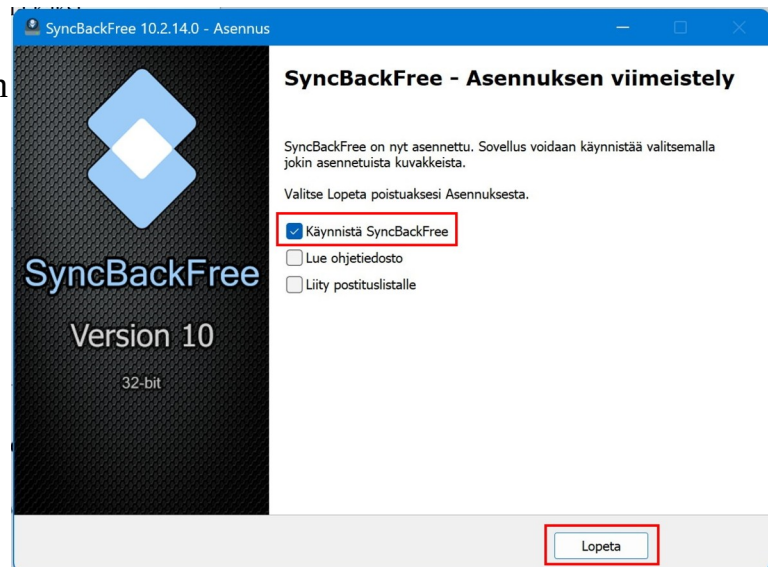 SyncBackFree 10.2.14.0 - Asennus
SyncBackFree - Asennuksen viimeistely
SyncBackFree on nyt asennettu. Sovellus voidaan käynnistää valitsemalla
jokin asennetuista kuvakkeista.
Valitse Lopeta poistuaksesi Asennuksesta.
Käynnistä SyncBackFree
Lue ohjetiedosto
Liity postituslistalle
SyncBackFree
Version 10
32-bit
Lopeta